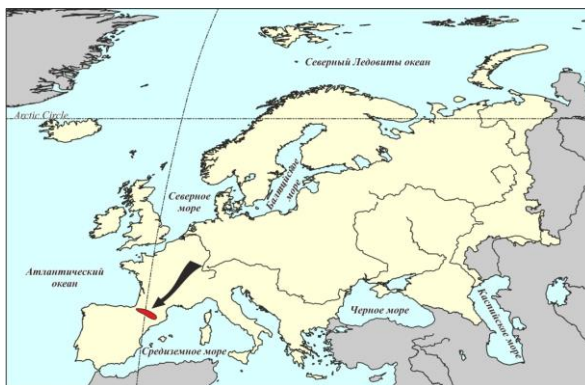 Северный Ледовиты океан
Arctic Circle
Балтийское
море
Северное
море
Атлантический
океан
Черное море
Каспийское море
Средиземное море